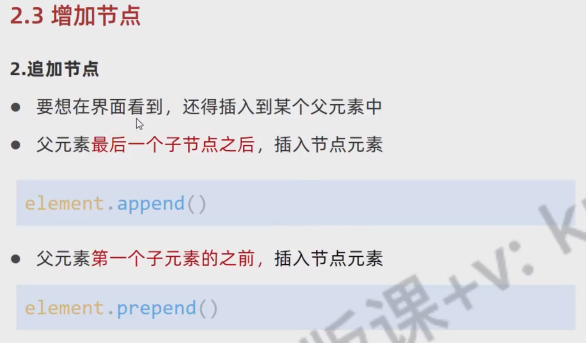 2.3 增加节点
2.追加节点
● 要想在界面看到，还得插入到某个父元素中
● 父元素最后一个子节点之后，插入节点元素
element.append()
● 父元素第一个子元素的之前，插入节点元素
element.prepend()
课+v: